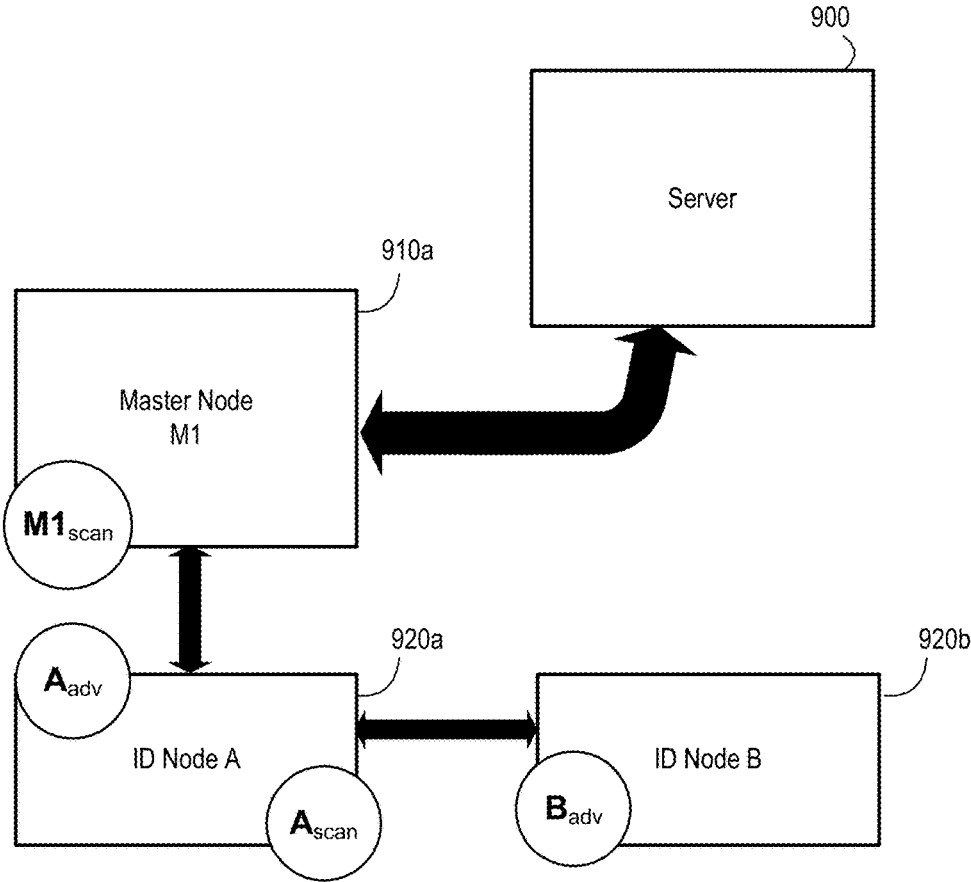 900
Server
910a
Master Node
M1
M1scan
920a
920b
Aadv
ID Node A
ID Node B
Ascan
Badv